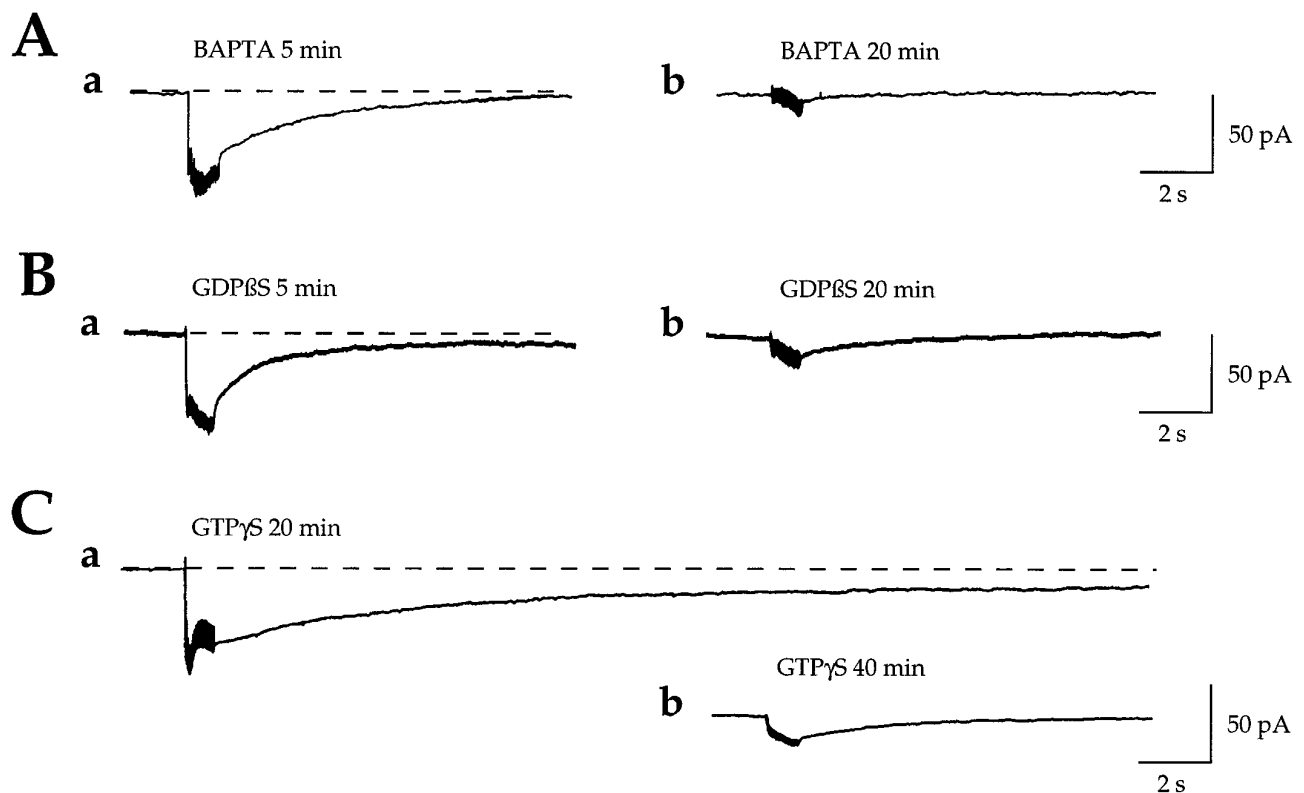 A
BAPTA 5 min
BAPTA 20 min
a
b
50 pA
2 s
B
GDPßS 5 min
GDPßS 20 min
a
b
50 pA
2 s
C
GTPγS 20 min
a
GTPγS 40 min
b
50 pA
2 s